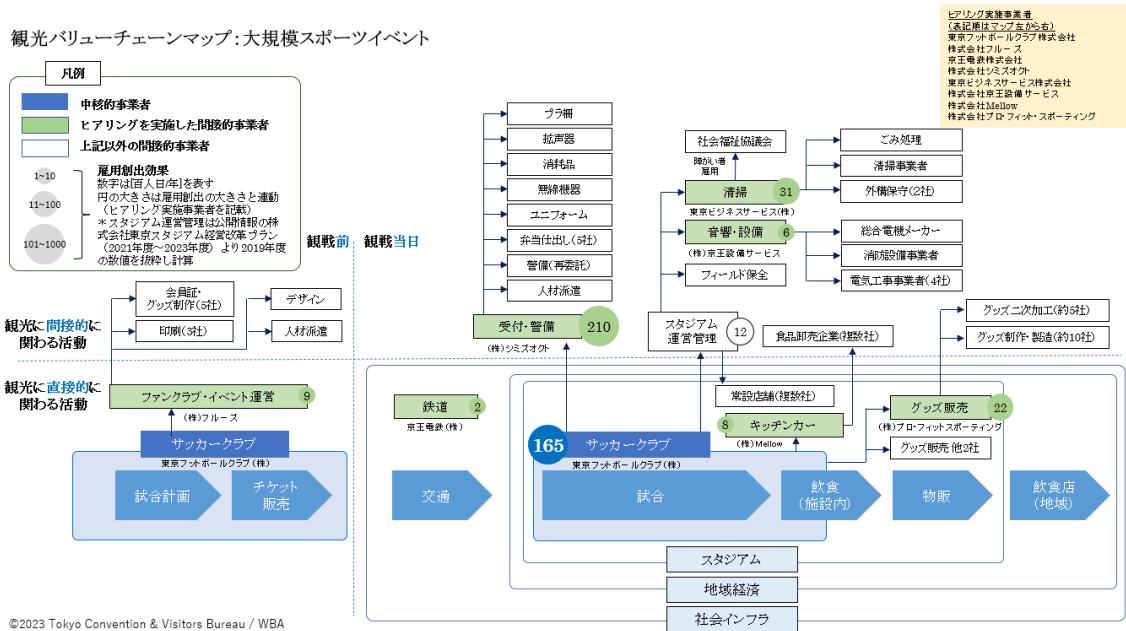 観光バリューチェーンマップ：大規模スポーツイベント
ヒアリング実施事業者
(表記順はマップ左から右)
東京フットボールクラブ株式会社
株式会社フルーズ
京王電鉄株式会社
株式会社シミズオクト
東京ビジネスサービス株式会社
株式会社京王設備サービス
株式会社Mellow
株式会社プロ・フィット・スポーティング
凡例
中核的事業者
ヒアリングを実施した間接的事業者
上記以外の間接的事業者
1~10
11~100
101~1000
雇用創出効果
数字は[百人日/年]を表す
円の大きさは雇用創出の大きさと連動
（ヒアリング実施事業者を記載）
＊スタジアム運営管理は公開情報の株
式会社東京スタジアム経営改革プラン
（2021年度～2023年度）より2019年度
の数値を抜粋し計算
観戦前
観戦当日
プラ柵
拡声器
消耗品
無線機器
ユニフォーム
弁当仕出し(5社)
警備(再委託)
人材派遣
受付・警備
210
(株)シミズオクト
社会福祉協議会
障がい者
雇用
清掃
31
東京ビジネスサービス(株)
音響・設備
6
(株)京王設備サービス
フィールド保全
ごみ処理
清掃事業者
外構保守(2社)
総合電機メーカー
消防設備事業者
電気工事事業者(4社)
スタジアム
運営管理
12
食品卸売企業(複数社)
グッズ二次加工(約5社)
グッズ制作・製造(約10社)
観光に間接的に
関わる活動
会員証・
グッズ制作(5社)
印刷(3社)
デザイン
人材派遣
観光に直接的に
関わる活動
ファンクラブ・イベント運営
9
(株)フルーズ
サッカークラブ
東京フットボールクラブ(株)
試合計画
チケット
販売
鉄道
2
京王電鉄(株)
交通
165
サッカークラブ
東京フットボールクラブ(株)
試合
常設店舗(複数社)
8
キッチンカー
(株)Mellow
グッズ販売
22
(株)プロ・フィットスポーティング
グッズ販売 他2社
飲食
(施設内)
物販
飲食店
(地域)
スタジアム
地域経済
社会インフラ
©2023 Tokyo Convention & Visitors Bureau / WBA